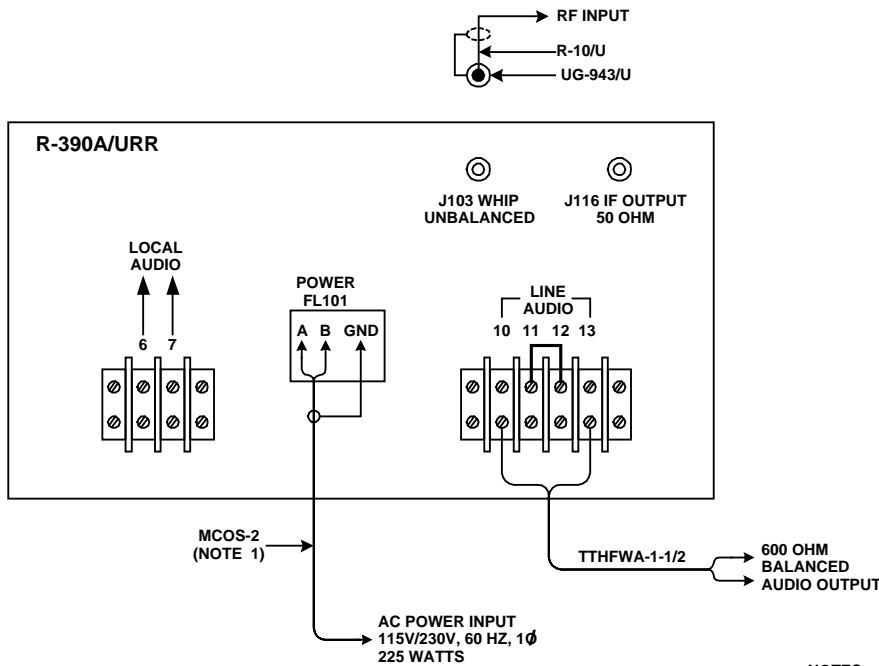 RF INPUT
R-10/U
UG-943/U
R-390A/URR
J103 WHIP
UNBALANCED
J116 IF OUTPUT
50 OHM
LOCAL
AUDIO
6 7
POWER
FL101
A B GND
LINE
AUDIO
10 11 12 13
MCOS-2
(NOTE 1)
TTHFWA-1-1/2
600 OHM
BALANCED
AUDIO OUTPUT
AC POWER INPUT
115V/230V, 60 HZ, 1Ø
225 WATTS